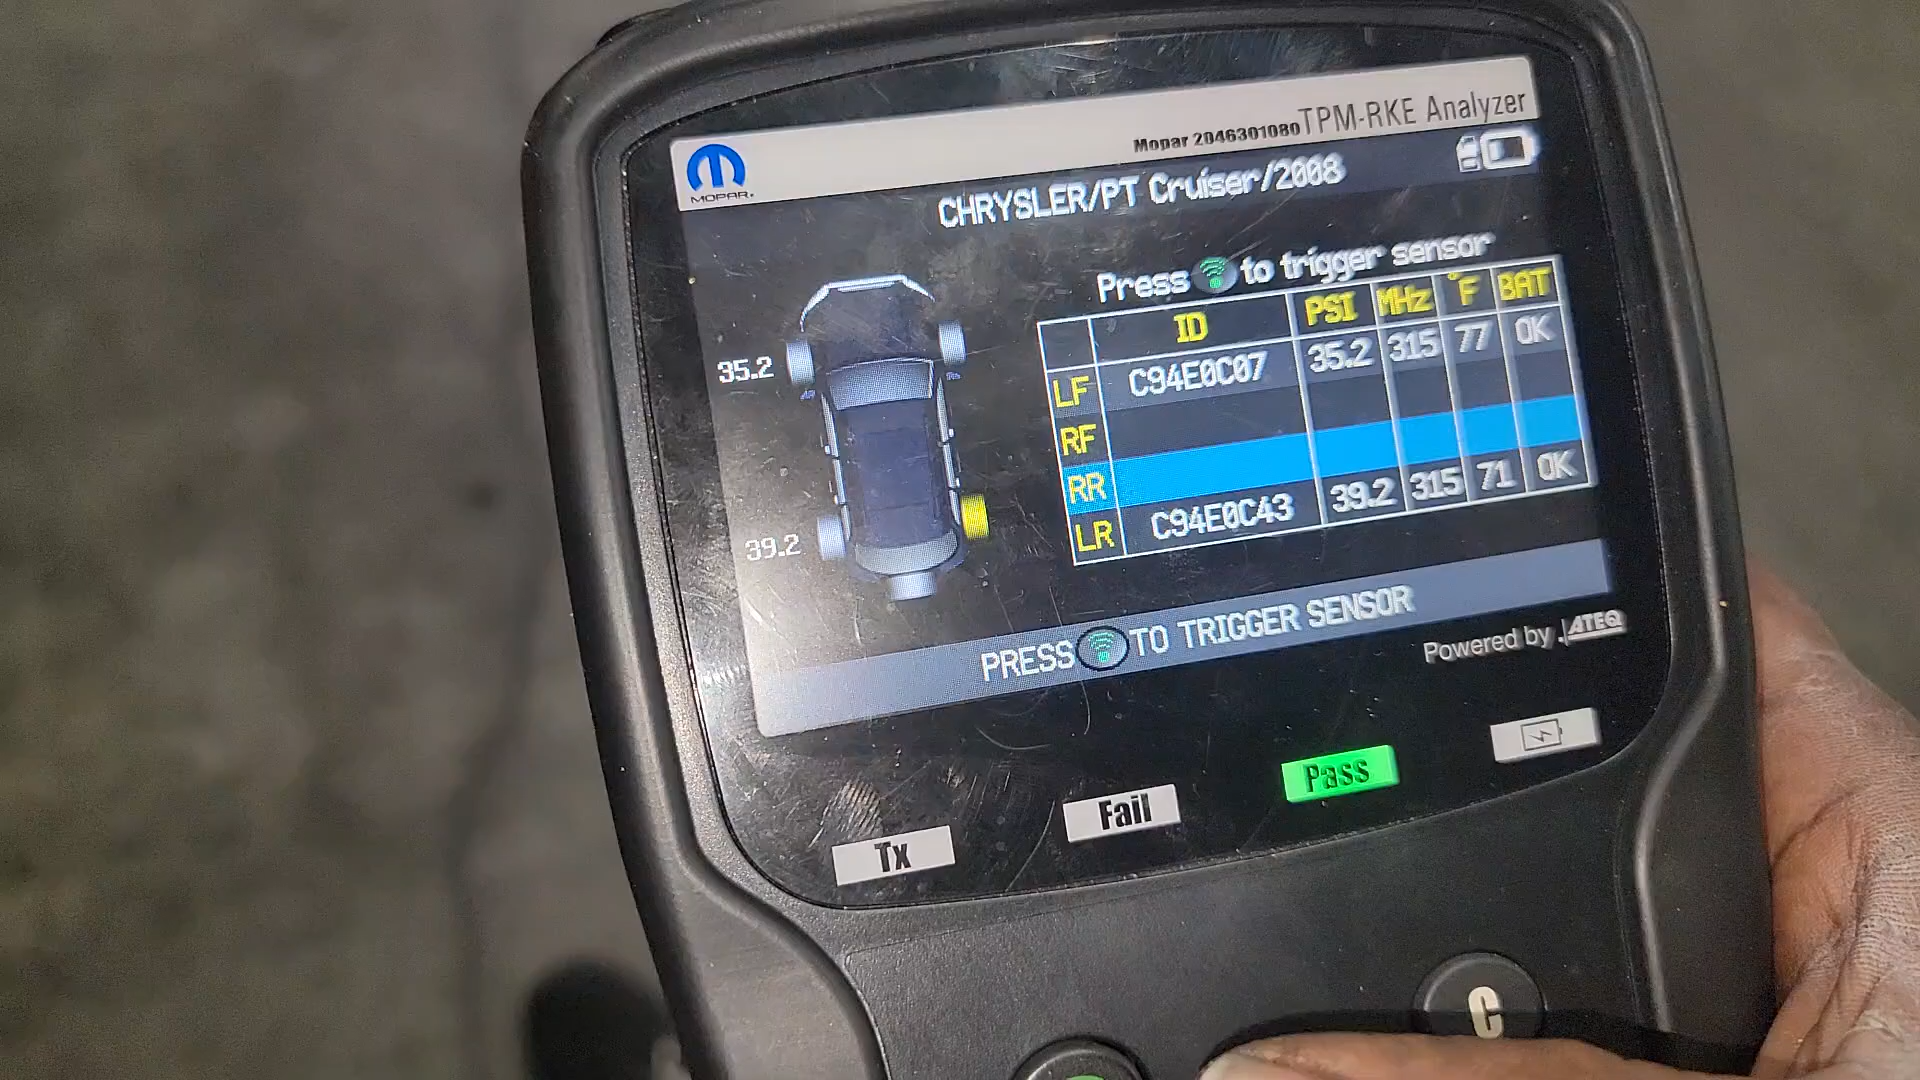 TPM-RKE Analyzer
Mopar 2046301080
MOPAR.
CHRYSLER/PT Cruiser/2008
Press to trigger sensor
ID PSI MHz °F BAT
LF C94E0C07 35.2 315 77 OK
RF
RR
LR C94E0C43 39.2 315 71 OK
35.2
39.2
PRESS TO TRIGGER SENSOR
Powered by ATEQ
Tx
Fail
Pass
C